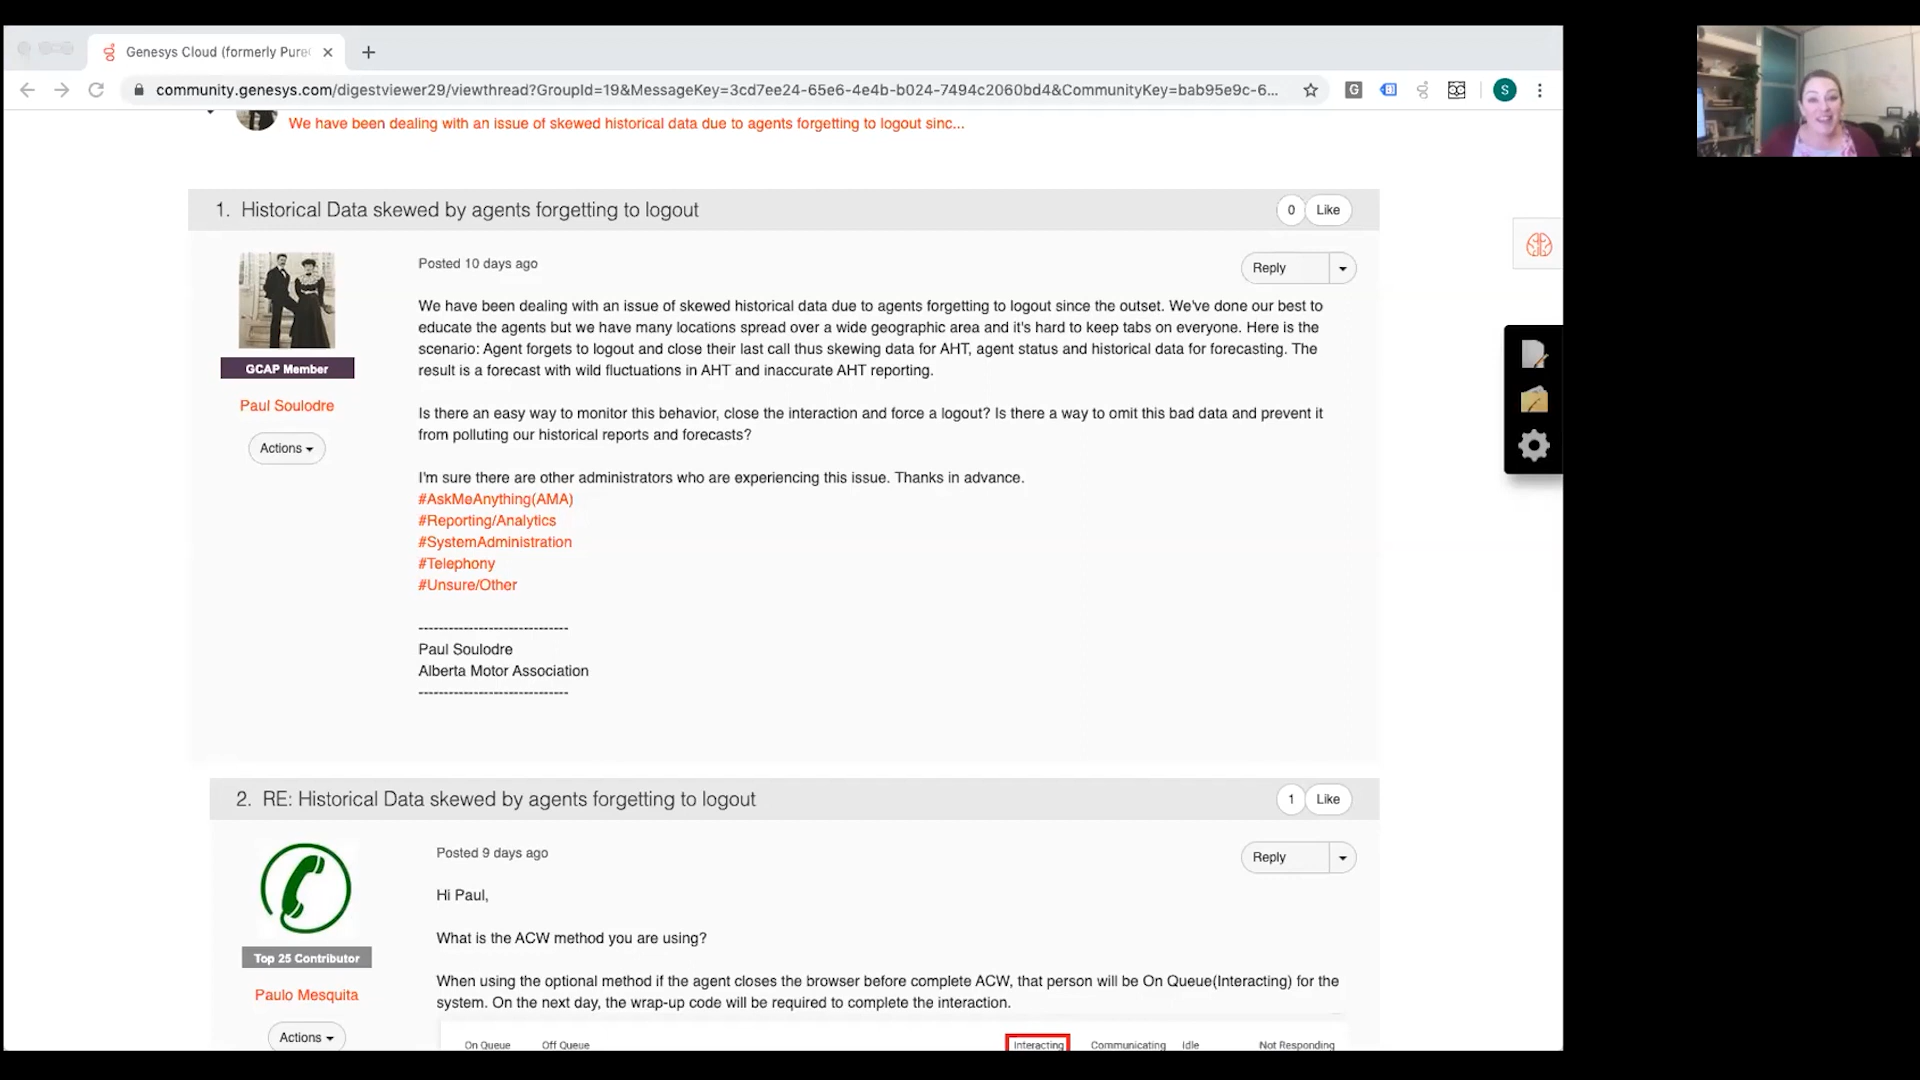 Genesys Cloud (formerly Pure
community.genesys.com/digestviewer29/viewthread?GroupId=19&MessageKey=3cd7ee24-65e6-4e4b-b024-7494c2060bd4&CommunityKey=bab95e9c-6...
G
S
We have been dealing with an issue of skewed historical data due to agents forgetting to logout sinc...
1. Historical Data skewed by agents forgetting to logout
0 Like
Posted 10 days ago
Reply
We have been dealing with an issue of skewed historical data due to agents forgetting to logout since the outset. We've done our best to
educate the agents but we have many locations spread over a wide geographic area and it's hard to keep tabs on everyone. Here is the
scenario: Agent forgets to logout and close their last call thus skewing data for AHT, agent status and historical data for forecasting. The
result is a forecast with wild fluctuations in AHT and inaccurate AHT reporting.
GCAP Member
Paul Soulodre
Actions
Is there an easy way to monitor this behavior, close the interaction and force a logout? Is there a way to omit this bad data and prevent it
from polluting our historical reports and forecasts?
I'm sure there are other administrators who are experiencing this issue. Thanks in advance.
#AskMeAnything(AMA)
#Reporting/Analytics
#SystemAdministration
#Telephony
#Unsure/Other
------------------------------
Paul Soulodre
Alberta Motor Association
------------------------------
2. RE: Historical Data skewed by agents forgetting to logout
1 Like
Posted 9 days ago
Reply
Hi Paul,
What is the ACW method you are using?
Top 25 Contributor
Paulo Mesquita
Actions
When using the optional method if the agent closes the browser before complete ACW, that person will be On Queue(Interacting) for the
system. On the next day, the wrap-up code will be required to complete the interaction.
On Queue Off Queue Interacting Communicating Idle Not Responding